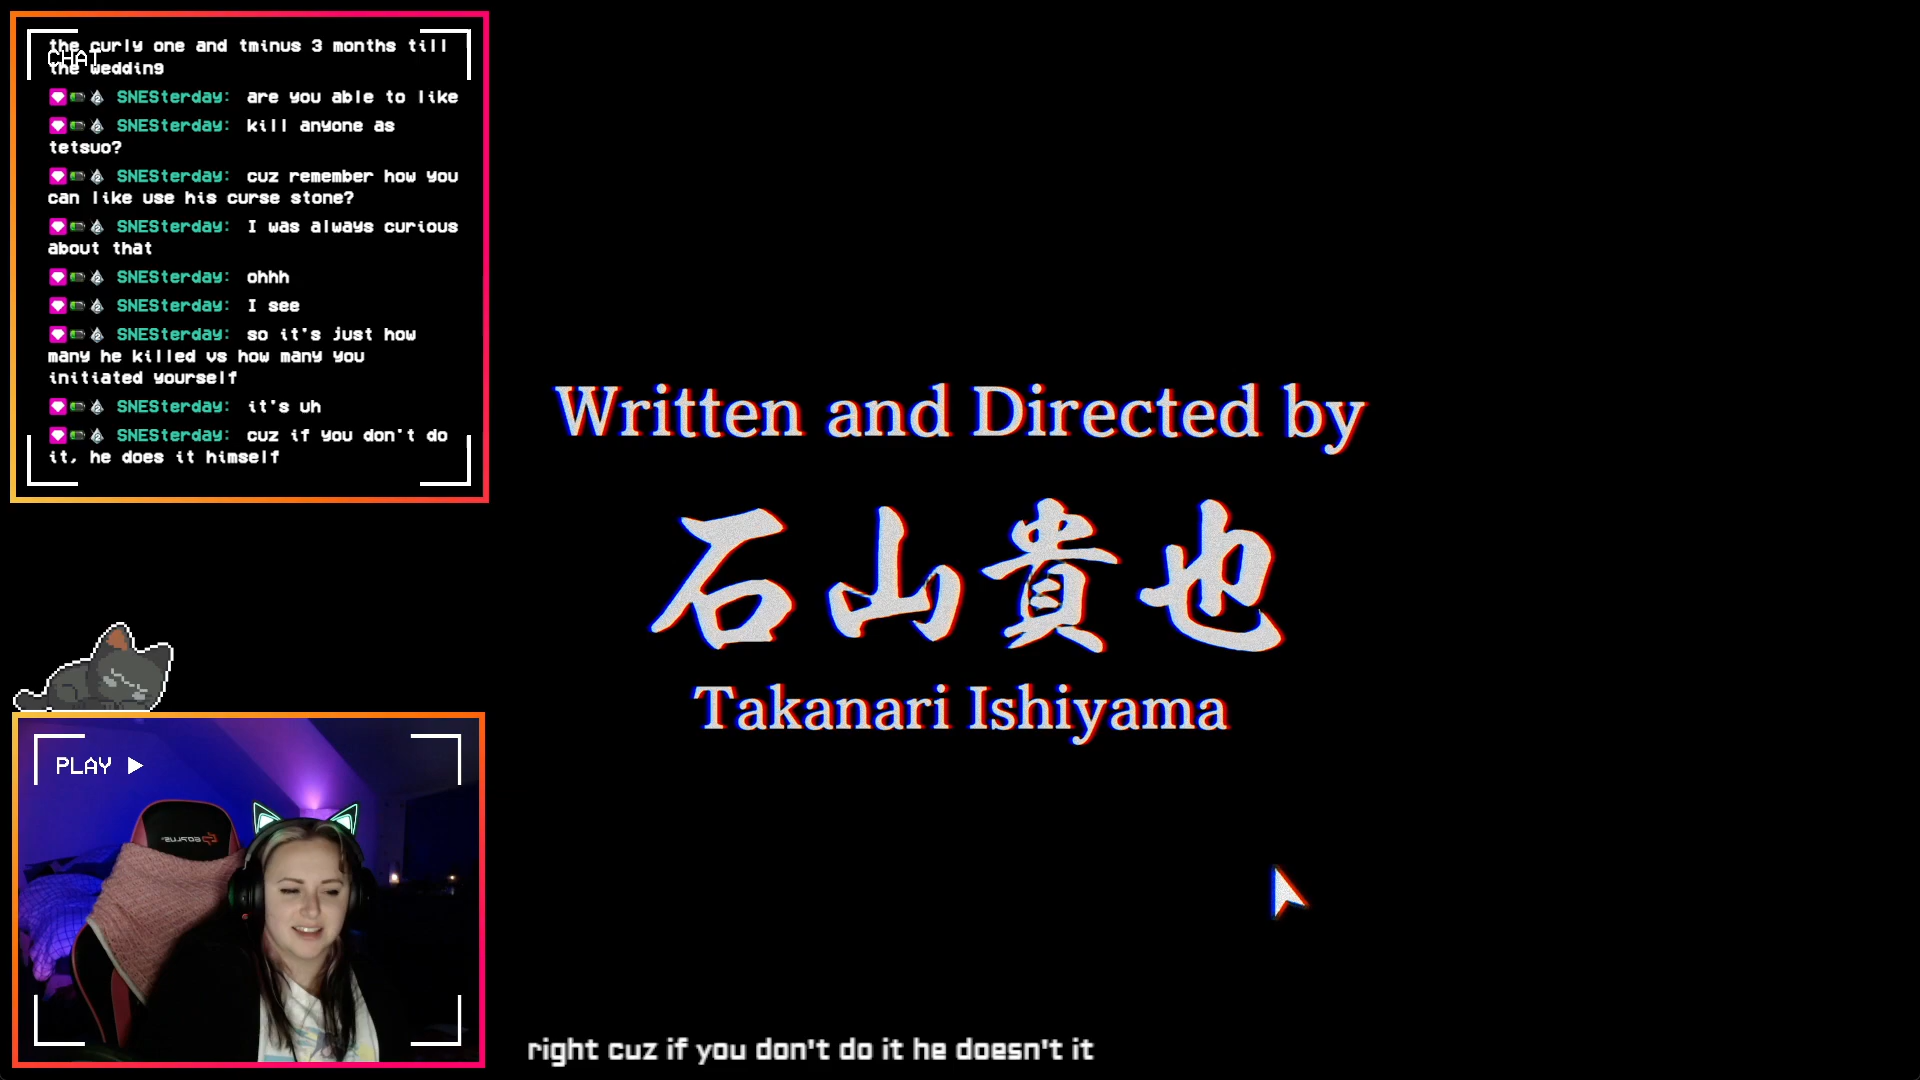 CHAT
the curly one and tminus 3 months till
the wedding
SNESterday: are you able to like
SNESterday: kill anyone as
tetsuo?
SNESterday: cuz remember how you
can like use his curse stone?
SNESterday: I was always curious
about that
SNESterday: ohhh
SNESterday: I see
SNESterday: so it's just how
many he killed vs how many you
initiated yourself
SNESterday: it's uh
SNESterday: cuz if you don't do
it, he does it himself
Written and Directed by
石山貴也
Takanari Ishiyama
PLAY
right cuz if you don't do it he doesn't it